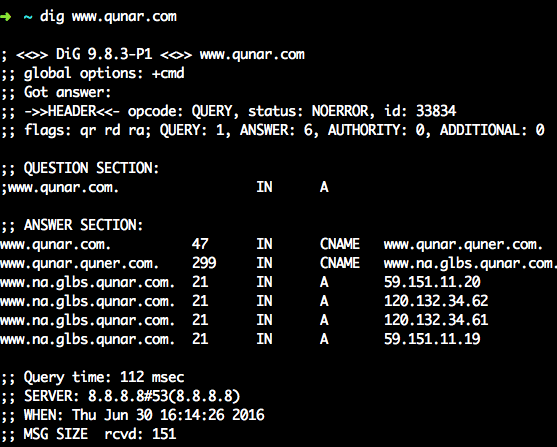 ➜ ~ dig www.qunar.com
; <<>> DiG 9.8.3-P1 <<>> www.qunar.com
;; global options: +cmd
;; Got answer:
;; ->>HEADER<<- opcode: QUERY, status: NOERROR, id: 33834
;; flags: qr rd ra; QUERY: 1, ANSWER: 6, AUTHORITY: 0, ADDITIONAL: 0
;; QUESTION SECTION:
;www.qunar.com. IN A
;; ANSWER SECTION:
www.qunar.com. 47 IN CNAME www.qunar.quner.com.
www.qunar.quner.com. 299 IN CNAME www.na.glbs.qunar.com.
www.na.glbs.qunar.com. 21 IN A 59.151.11.20
www.na.glbs.qunar.com. 21 IN A 120.132.34.62
www.na.glbs.qunar.com. 21 IN A 120.132.34.61
www.na.glbs.qunar.com. 21 IN A 59.151.11.19
;; Query time: 112 msec
;; SERVER: 8.8.8.8#53(8.8.8.8)
;; WHEN: Thu Jun 30 16:14:26 2016
;; MSG SIZE rcvd: 151